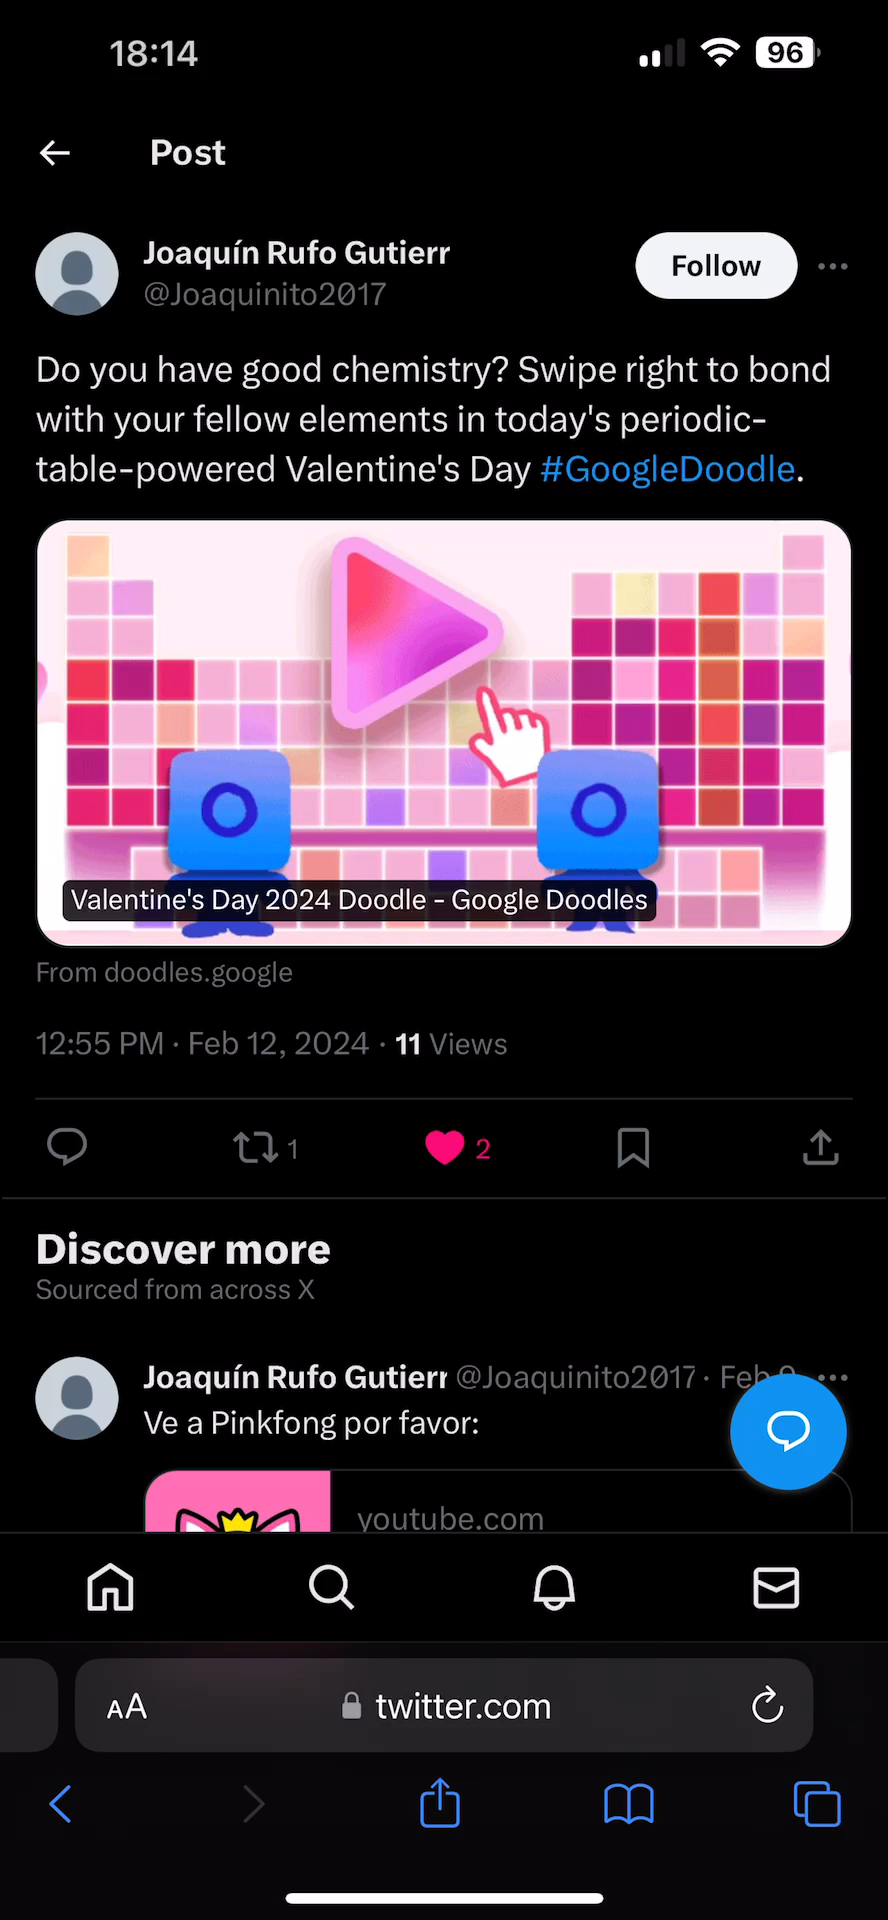 18:14
96
Post
Joaquín Rufo Gutierr
@Joaquinito2017
Follow
Do you have good chemistry? Swipe right to bond
with your fellow elements in today's periodic-
table-powered Valentine's Day #GoogleDoodle.
O O
Valentine's Day 2024 Doodle - Google Doodles
From doodles.google
12:55 PM · Feb 12, 2024 · 11 Views
1
2
Discover more
Sourced from across X
Joaquín Rufo Gutierr @Joaquinito2017 · Feb
Ve a Pinkfong por favor:
youtube.com
AA
twitter.com